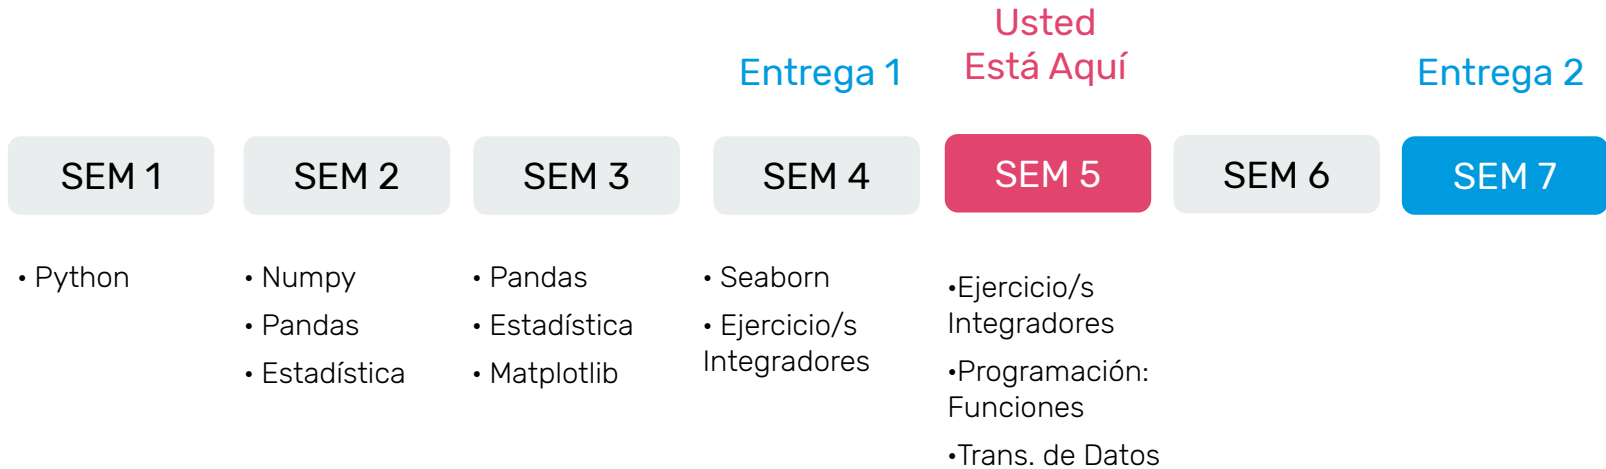 Usted
Está Aquí
Entrega 1
Entrega 2
SEM 1
SEM 2
SEM 3
SEM 4
SEM 5
SEM 6
SEM 7
• Python
• Numpy
• Pandas
• Estadística
• Pandas
• Estadística
• Matplotlib
• Seaborn
• Ejercicio/s
Integradores
•Ejercicio/s
Integradores
•Programación:
Funciones
•Trans. de Datos